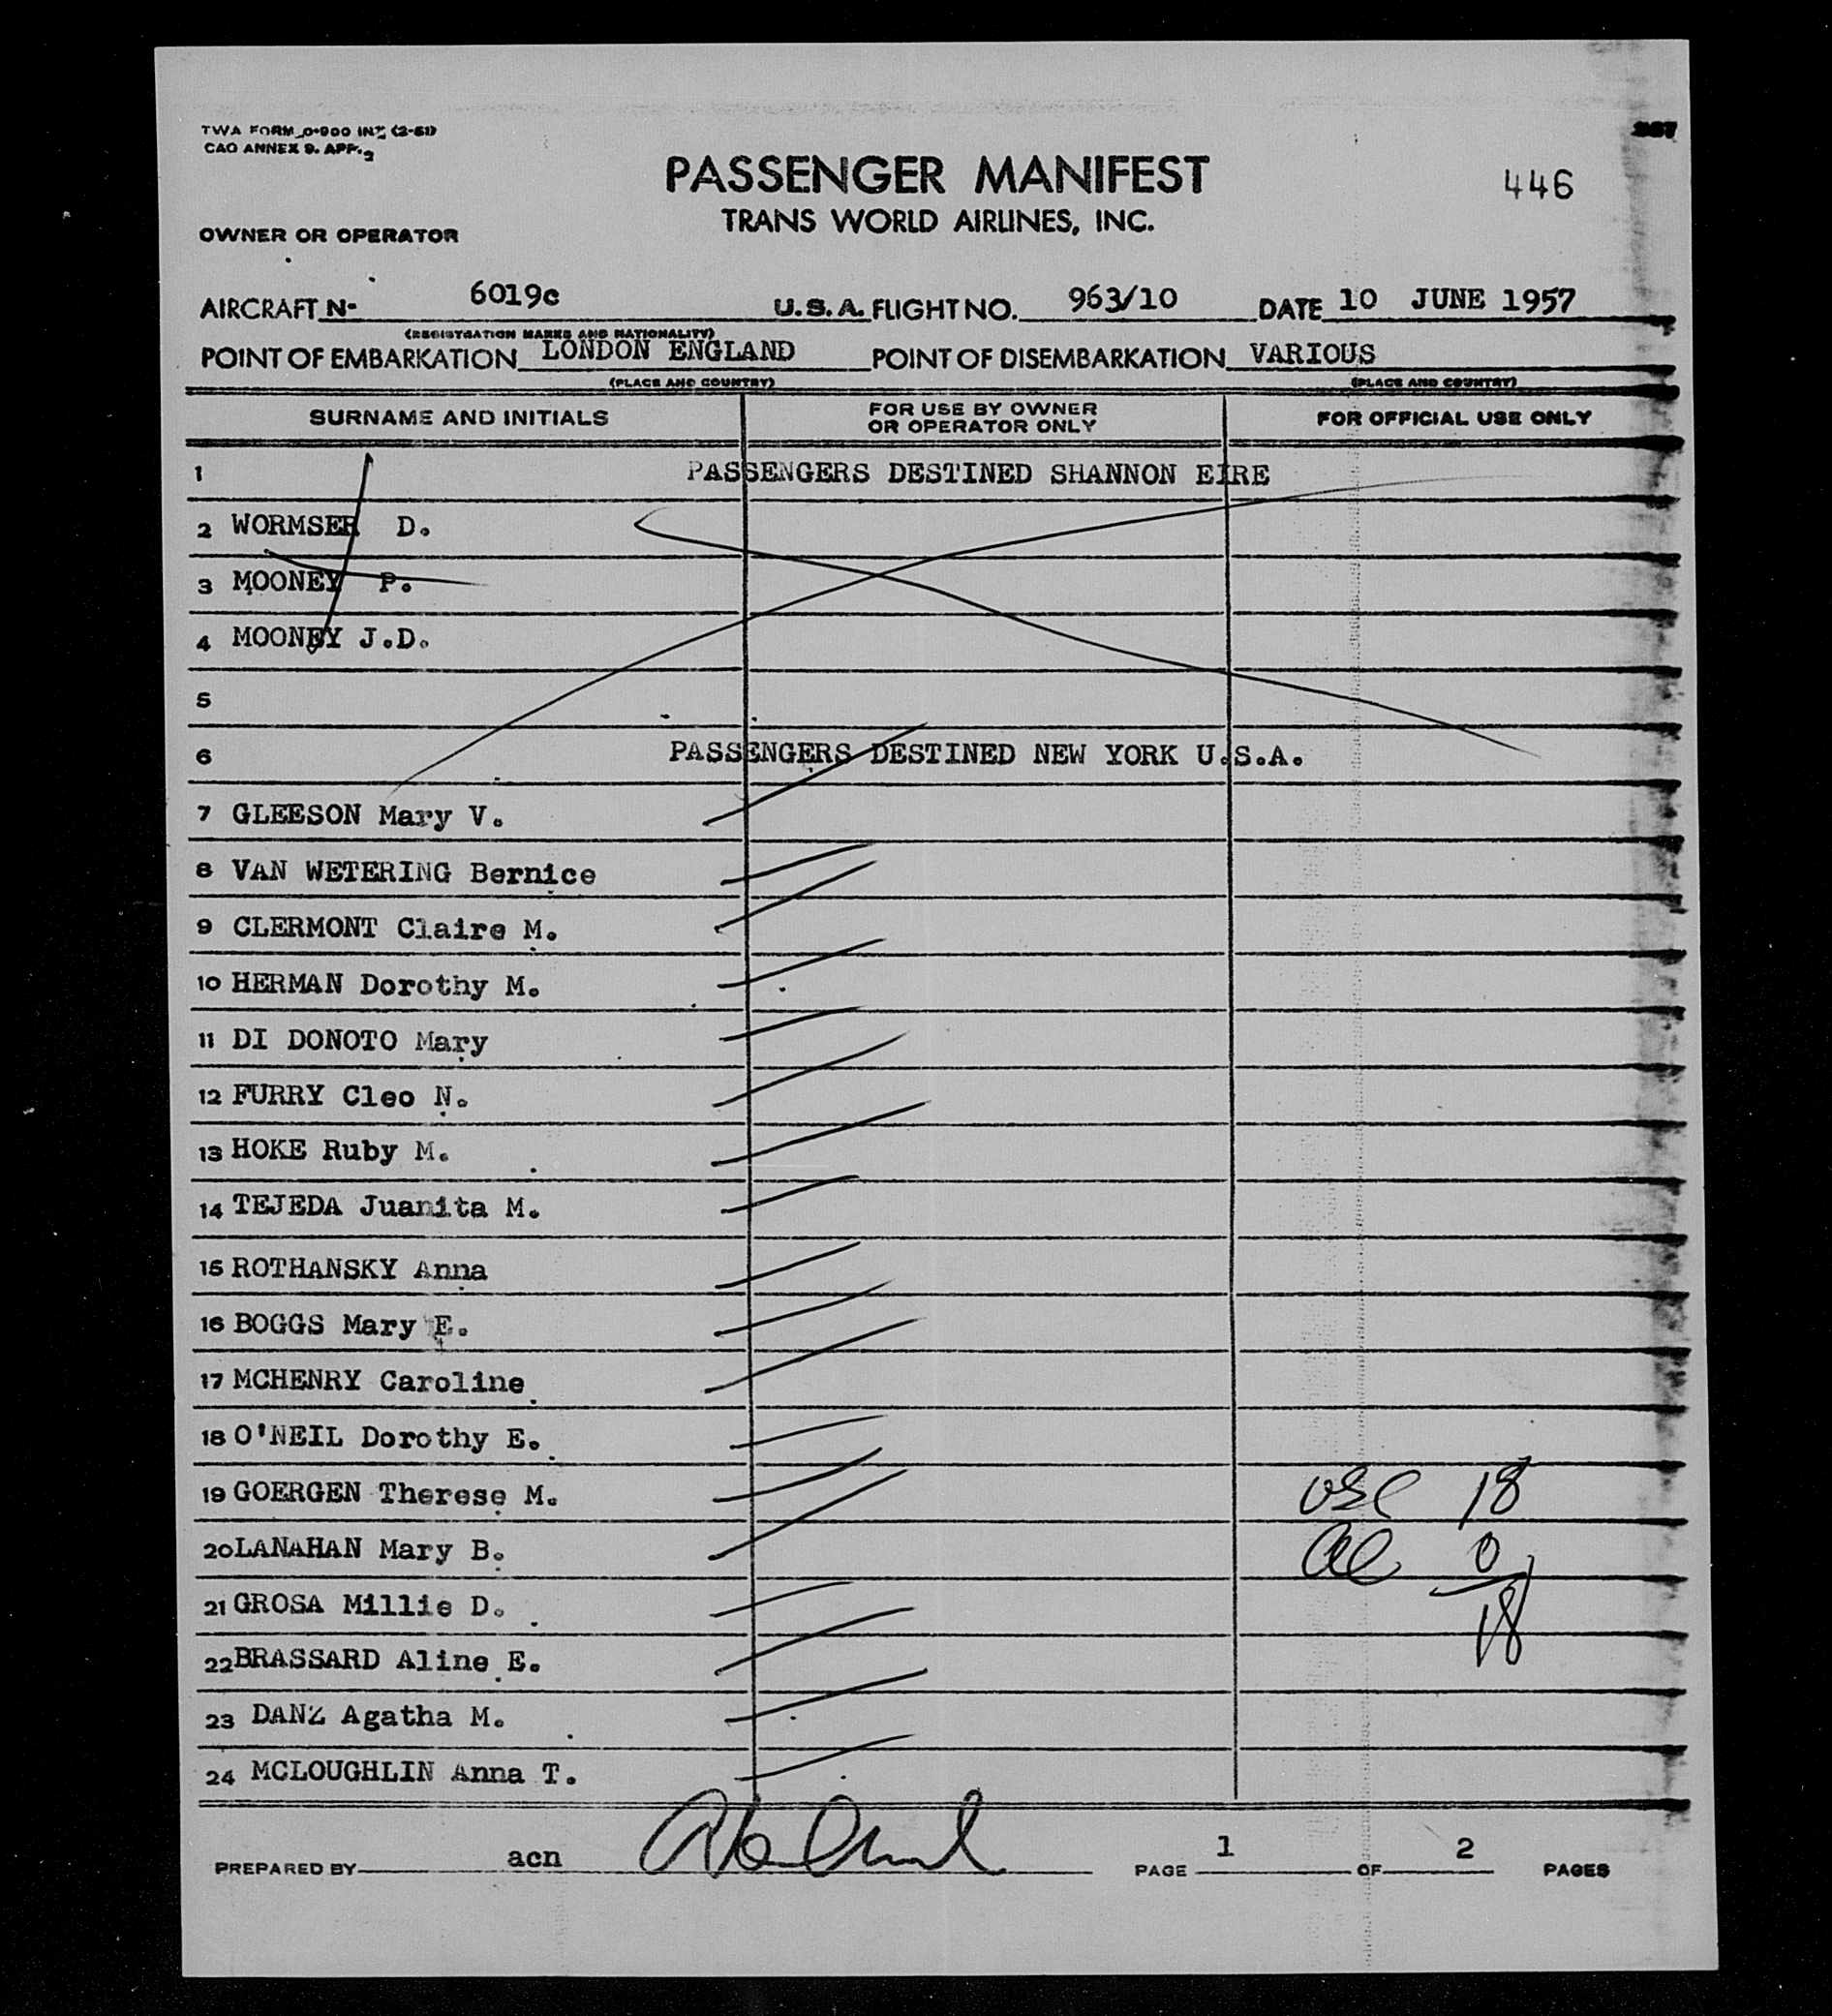 TWA FORM 0-900 INT (2-51)
CAO ANNEX 9. APP. 2
PASSENGER MANIFEST
446
TRANS WORLD AIRLINES, INC.
OWNER OR OPERATOR
AIRCRAFT N- 6019c U.S.A. FLIGHT NO. 963/10 DATE 10 JUNE 1957
(REGISTRATION MARKS AND NATIONALITY)
POINT OF EMBARKATION LONDON ENGLAND POINT OF DISEMBARKATION VARIOUS
(PLACE AND COUNTRY) (PLACE AND COUNTRY)
SURNAME AND INITIALS FOR USE BY OWNER OR OPERATOR ONLY FOR OFFICIAL USE ONLY
1 PASSENGERS DESTINED SHANNON EIRE
2 WORMSER D.
3 MOONEY P.
4 MOONEY J.D.
5
6 PASSENGERS DESTINED NEW YORK U.S.A.
7 GLEESON Mary V.
8 VAN WETERING Bernice
9 CLERMONT Claire M.
10 HERMAN Dorothy M.
11 DI DONOTO Mary
12 FURRY Cleo N.
13 HOKE Ruby M.
14 TEJEDA Juanita M.
15 ROTHANSKY Anna
16 BOGGS Mary E.
17 MCHENRY Caroline
18 O'NEIL Dorothy E.
19 GOERGEN Therese M. USC 18
20 LANAHAN Mary B. al 0
21 GROSA Millie D. 18
22 BRASSARD Aline E.
23 DANZ Agatha M.
24 MCLOUGHLIN Anna T.
PREPARED BY acn PAGE 1 OF 2 PAGES